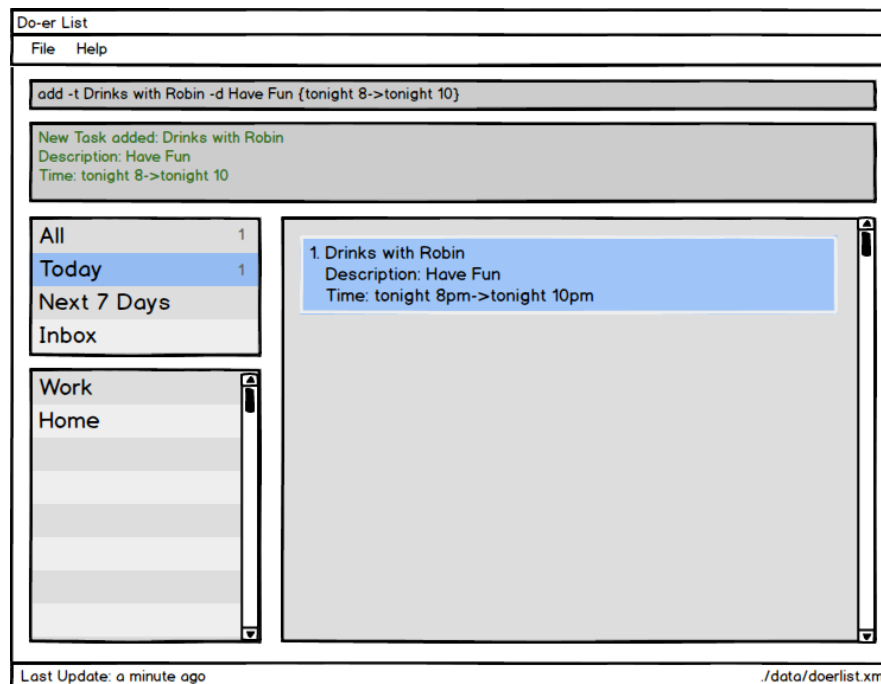 Do-er List
File Help
add -t Drinks with Robin -d Have Fun {tonight 8->tonight 10}
New Task added: Drinks with Robin
Description: Have Fun
Time: tonight 8->tonight 10
All 1
Today 1
Next 7 Days
Inbox
Work
Home
1. Drinks with Robin
Description: Have Fun
Time: tonight 8pm->tonight 10pm
Last Update: a minute ago
./data/doerlist.xm